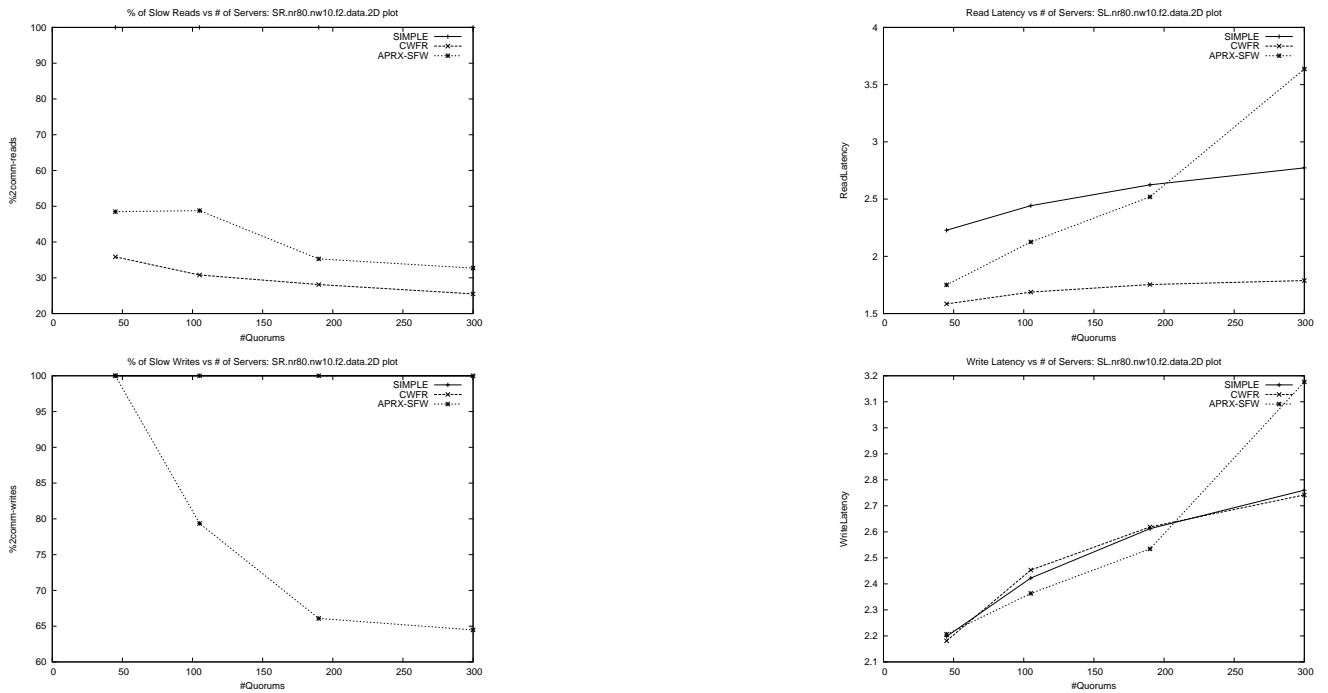 % of Slow Reads vs # of Servers: SR.nr80.nw10.f2.data.2D plot
100
90
80
70
60
50
40
30
20
0
50
100
150
200
250
300
%2comm-reads
#Quorums
SIMPLE
CWFR
APRX-SFW
Read Latency vs # of Servers: SL.nr80.nw10.f2.data.2D plot
4
3.5
3
2.5
2
1.5
0
50
100
150
200
250
300
ReadLatency
#Quorums
SIMPLE
CWFR
APRX-SFW
% of Slow Writes vs # of Servers: SR.nr80.nw10.f2.data.2D plot
100
95
90
85
80
75
70
65
60
0
50
100
150
200
250
300
%2comm-writes
#Quorums
SIMPLE
CWFR
APRX-SFW
Write Latency vs # of Servers: SL.nr80.nw10.f2.data.2D plot
3.2
3.1
3
2.9
2.8
2.7
2.6
2.5
2.4
2.3
2.2
2.1
0
50
100
150
200
250
300
WriteLatency
#Quorums
SIMPLE
CWFR
APRX-SFW